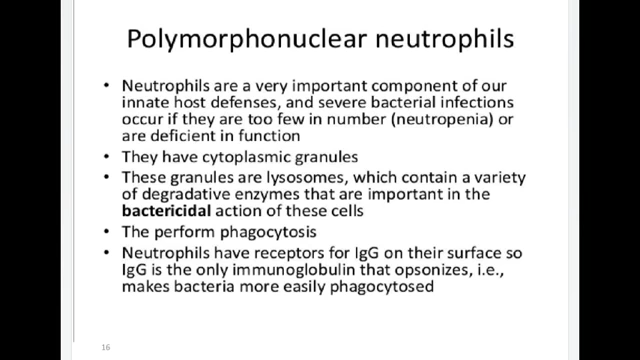 Polymorphonuclear neutrophils
• Neutrophils are a very important component of our
innate host defenses, and severe bacterial infections
occur if they are too few in number (neutropenia) or
are deficient in function
• They have cytoplasmic granules
• These granules are lysosomes, which contain a variety
of degradative enzymes that are important in the
bactericidal action of these cells
• The perform phagocytosis
• Neutrophils have receptors for IgG on their surface so
IgG is the only immunoglobulin that opsonizes, i.e.,
makes bacteria more easily phagocytosed
16